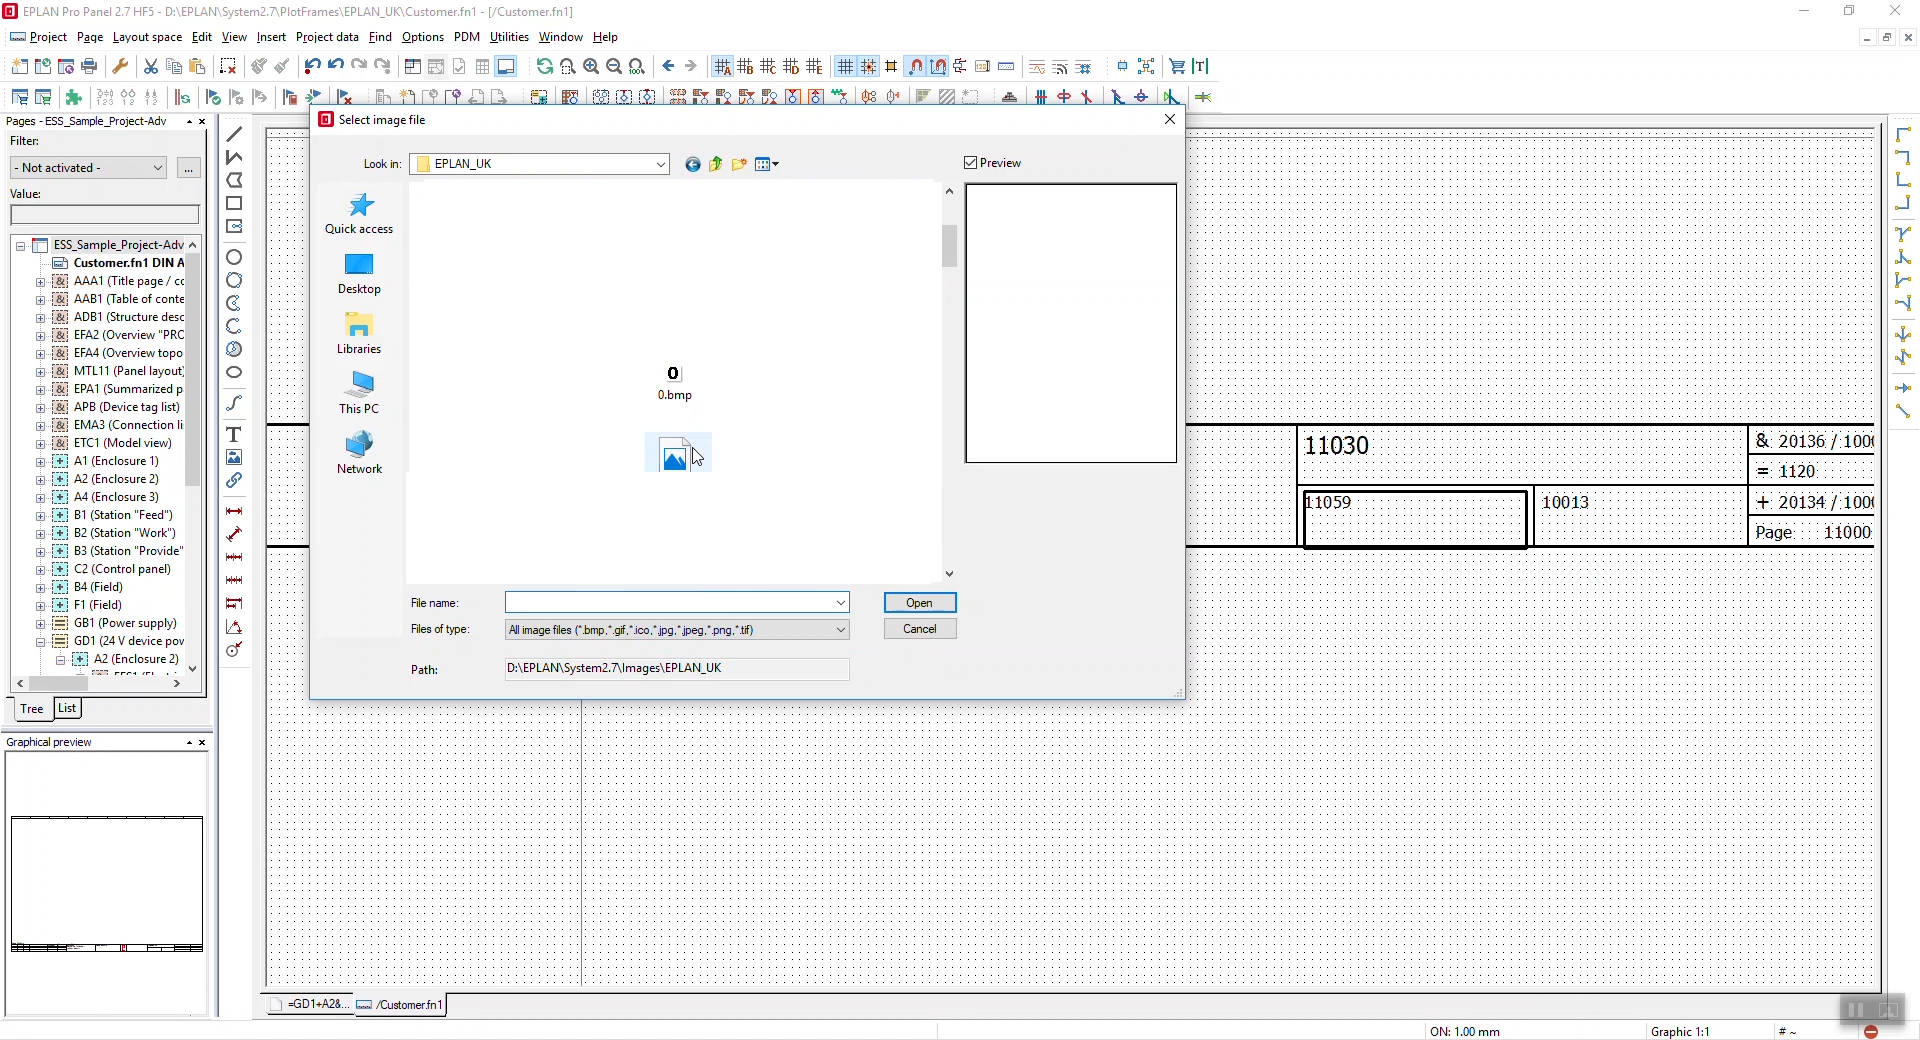 EPLAN Pro Panel 2.7 HF5 - D:\EPLAN\System2.7\PlotFrames\EPLAN_UK\Customer.fn1 - [/Customer.fn1]
Project Page Layout space Edit View Insert Project data Find Options PDM Utilities Window Help
Pages - ESS_Sample_Project-Adv
Filter:
- Not activated -
...
Value:
ESS_Sample_Project-Adv
Customer.fn1 DIN A
AAA1 (Title page / co
AAB1 (Table of conte
ADB1 (Structure desc
EFA2 (Overview "PRO
EFA4 (Overview topo
MTL11 (Panel layout)
EPA1 (Summarized p
APB (Device tag list)
EMA3 (Connection li
ETC1 (Model view)
A1 (Enclosure 1)
A2 (Enclosure 2)
A4 (Enclosure 3)
B1 (Station "Feed")
B2 (Station "Work")
B3 (Station "Provide"
C2 (Control panel)
B4 (Field)
F1 (Field)
GB1 (Power supply)
GD1 (24 V device pow
A2 (Enclosure 2)
Tree List
Graphical preview
Select image file
Look in: EPLAN_UK
Preview
Quick access
Desktop
Libraries
This PC
Network
0
0.bmp
File name:
Open
Files of type: All image files (*.bmp,*.gif,*.ico,*.jpg,*.jpeg,*.png,*.tif)
Cancel
Path: D:\EPLAN\System2.7\Images\EPLAN_UK
11030
& 20136 / 100
= 1120
11059
10013
+ 20134 / 100
Page 11000
=GD1+A2&... /Customer.fn1
ON: 1.00 mm
Graphic 1:1
# ~